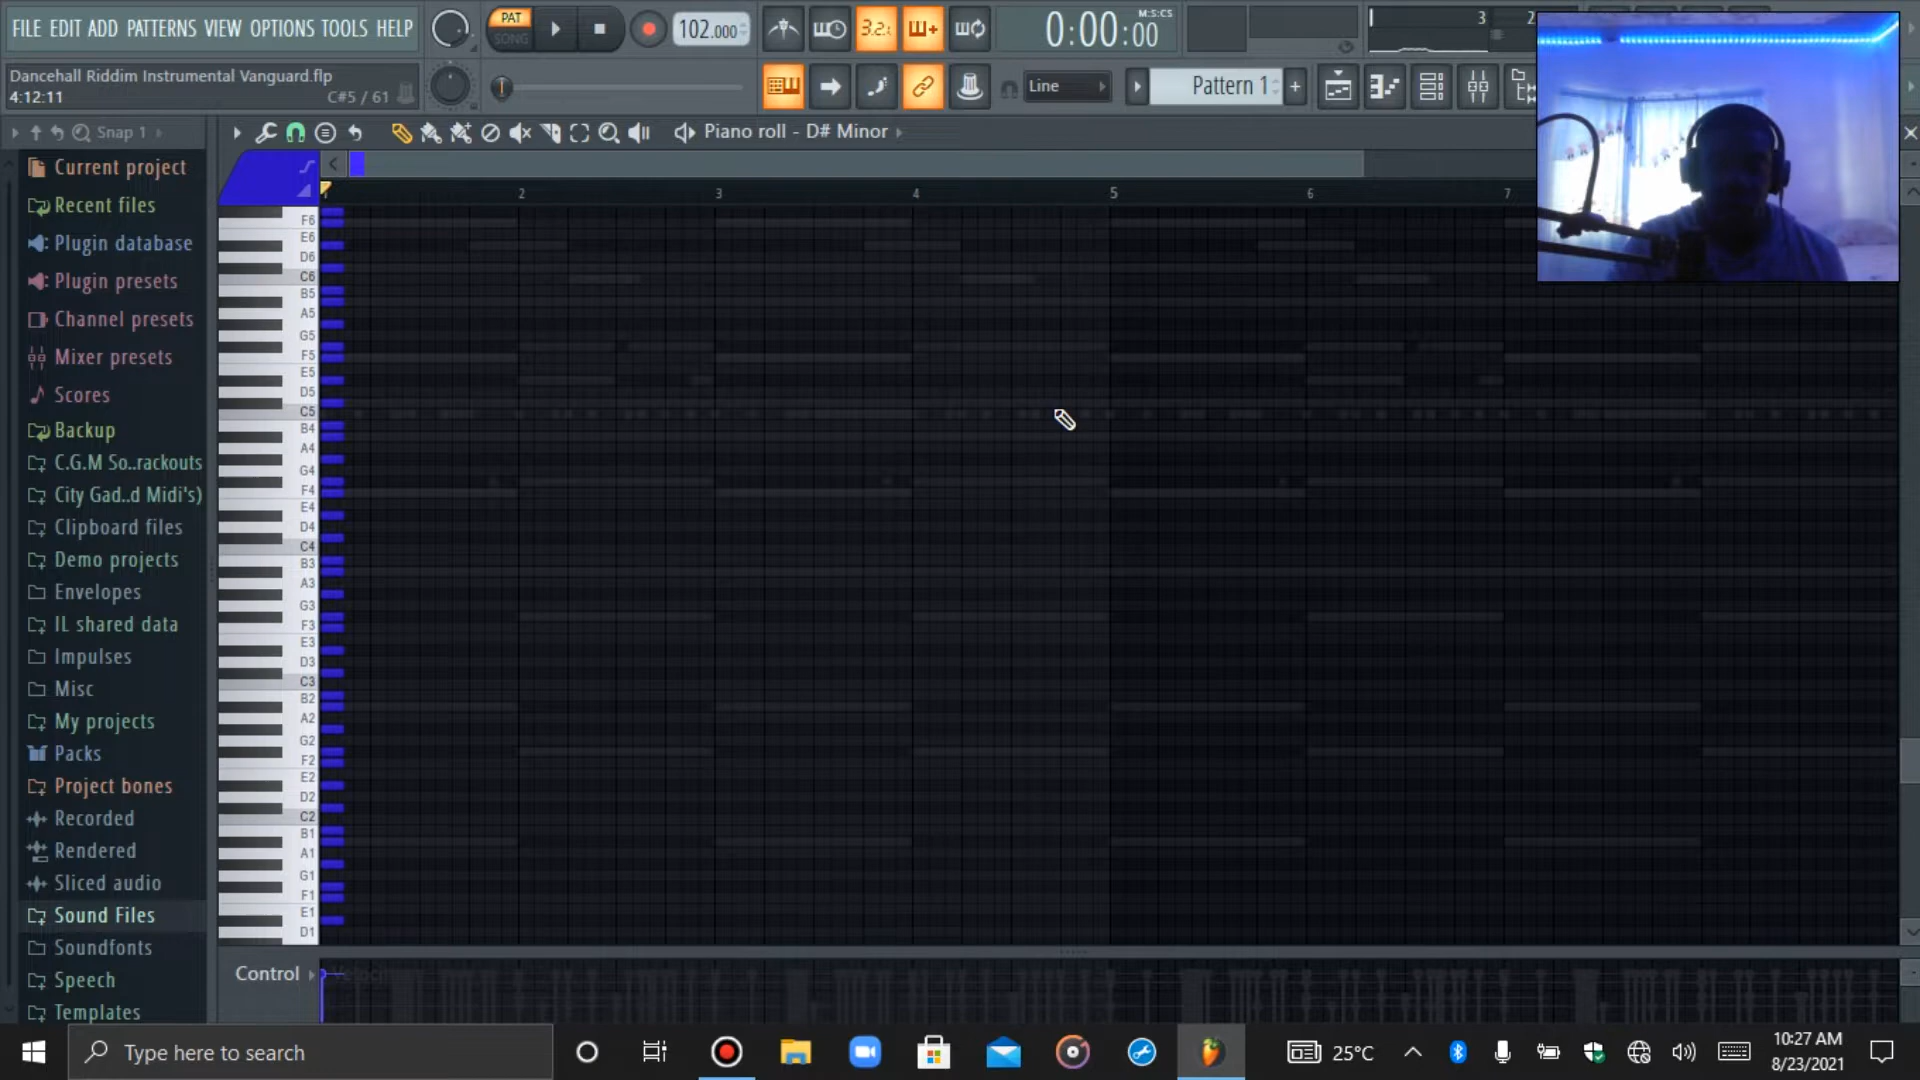 FILE EDIT ADD PATTERNS VIEW OPTIONS TOOLS HELP
PAT
SONG
102.000
3.2.
0:00:00
M:S:CS
3
2
Dancehall Riddim Instrumental Vanguard.flp
4:12:11
C#5 / 61
Line
Pattern 1
Snap 1
Piano roll - D# Minor
Current project
Recent files
Plugin database
Plugin presets
Channel presets
Mixer presets
Scores
Backup
C.G.M So..rackouts
City Gad..d Midi's)
Clipboard files
Demo projects
Envelopes
IL shared data
Impulses
Misc
My projects
Packs
Project bones
Recorded
Rendered
Sliced audio
Sound Files
Soundfonts
Speech
Templates
2
3
4
5
6
7
F6
E6
D6
C6
B5
A5
G5
F5
E5
D5
C5
B4
A4
G4
F4
E4
D4
C4
B3
A3
G3
F3
E3
D3
C3
B2
A2
G2
F2
E2
D2
C2
B1
A1
G1
F1
E1
D1
Control
Type here to search
25°C
10:27 AM
8/23/2021